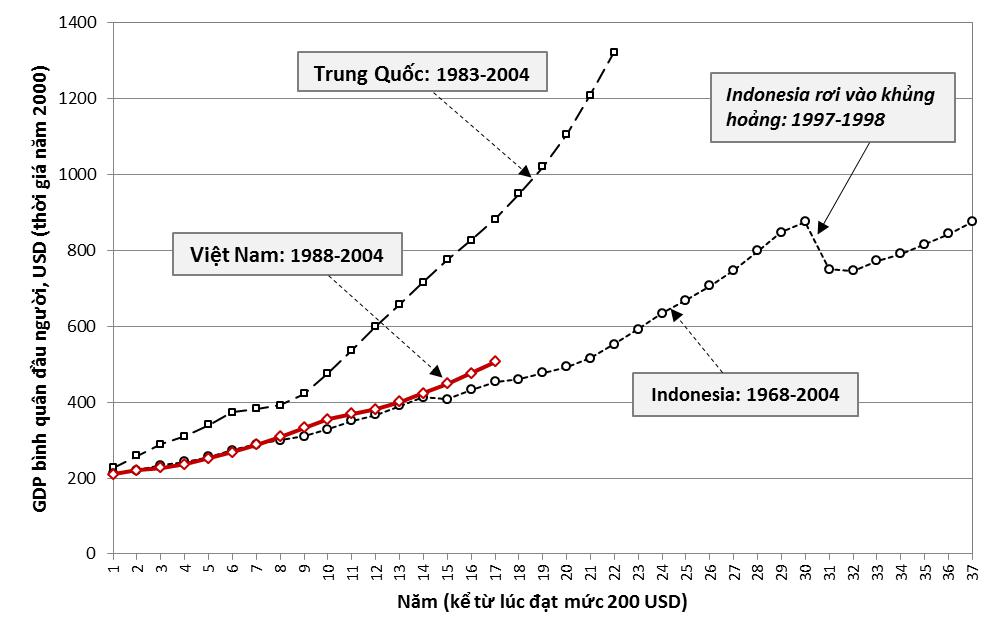 1400
1200
1000
800
600
400
200
0
GDP bình quân đầu người, USD (thời giá năm 2000)
Trung Quốc: 1983-2004
Indonesia rơi vào khủng
hoảng: 1997-1998
Việt Nam: 1988-2004
Indonesia: 1968-2004
1 2 3 4 5 6 7 8 9 10 11 12 13 14 15 16 17 18 19 20 21 22 23 24 25 26 27 28 29 30 31 32 33 34 35 36 37
Năm (kể từ lúc đạt mức 200 USD)